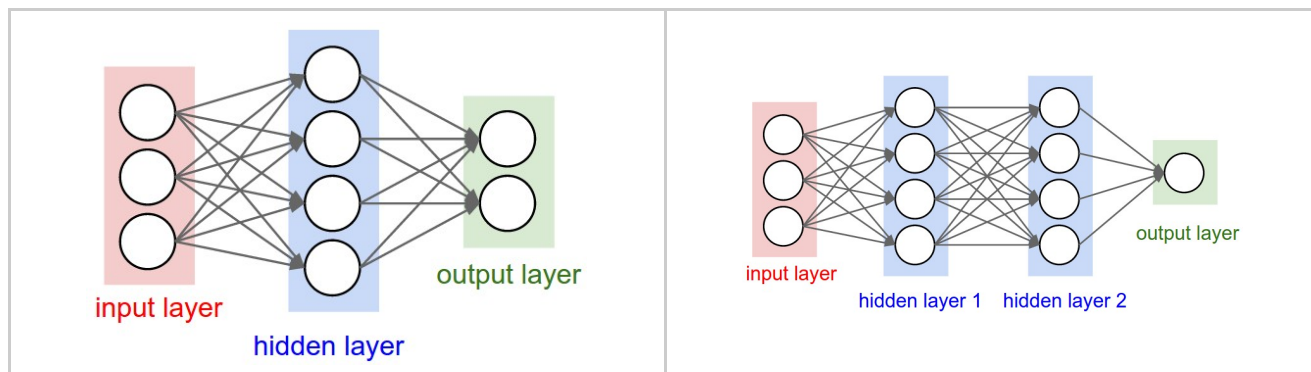 input layer
hidden layer
output layer
input layer
hidden layer 1
hidden layer 2
output layer